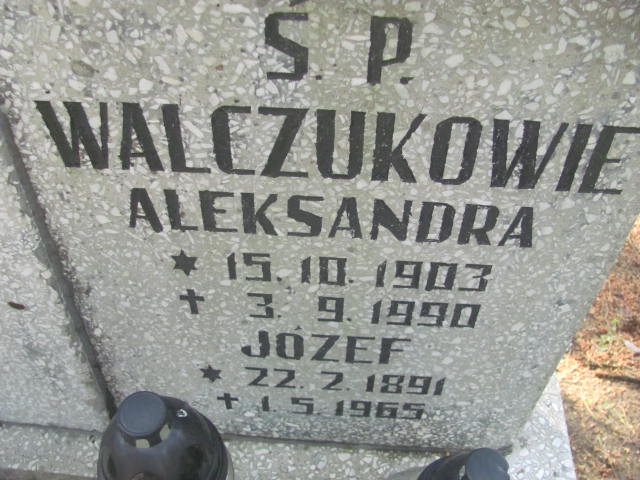 Ś. P.
WALCZUKOWIE
ALEKSANDRA
* 15. 10. 1903
✝ 3. 9. 1990
JÓZEF
* 22. 2. 1891
✝ 1. 5. 1965